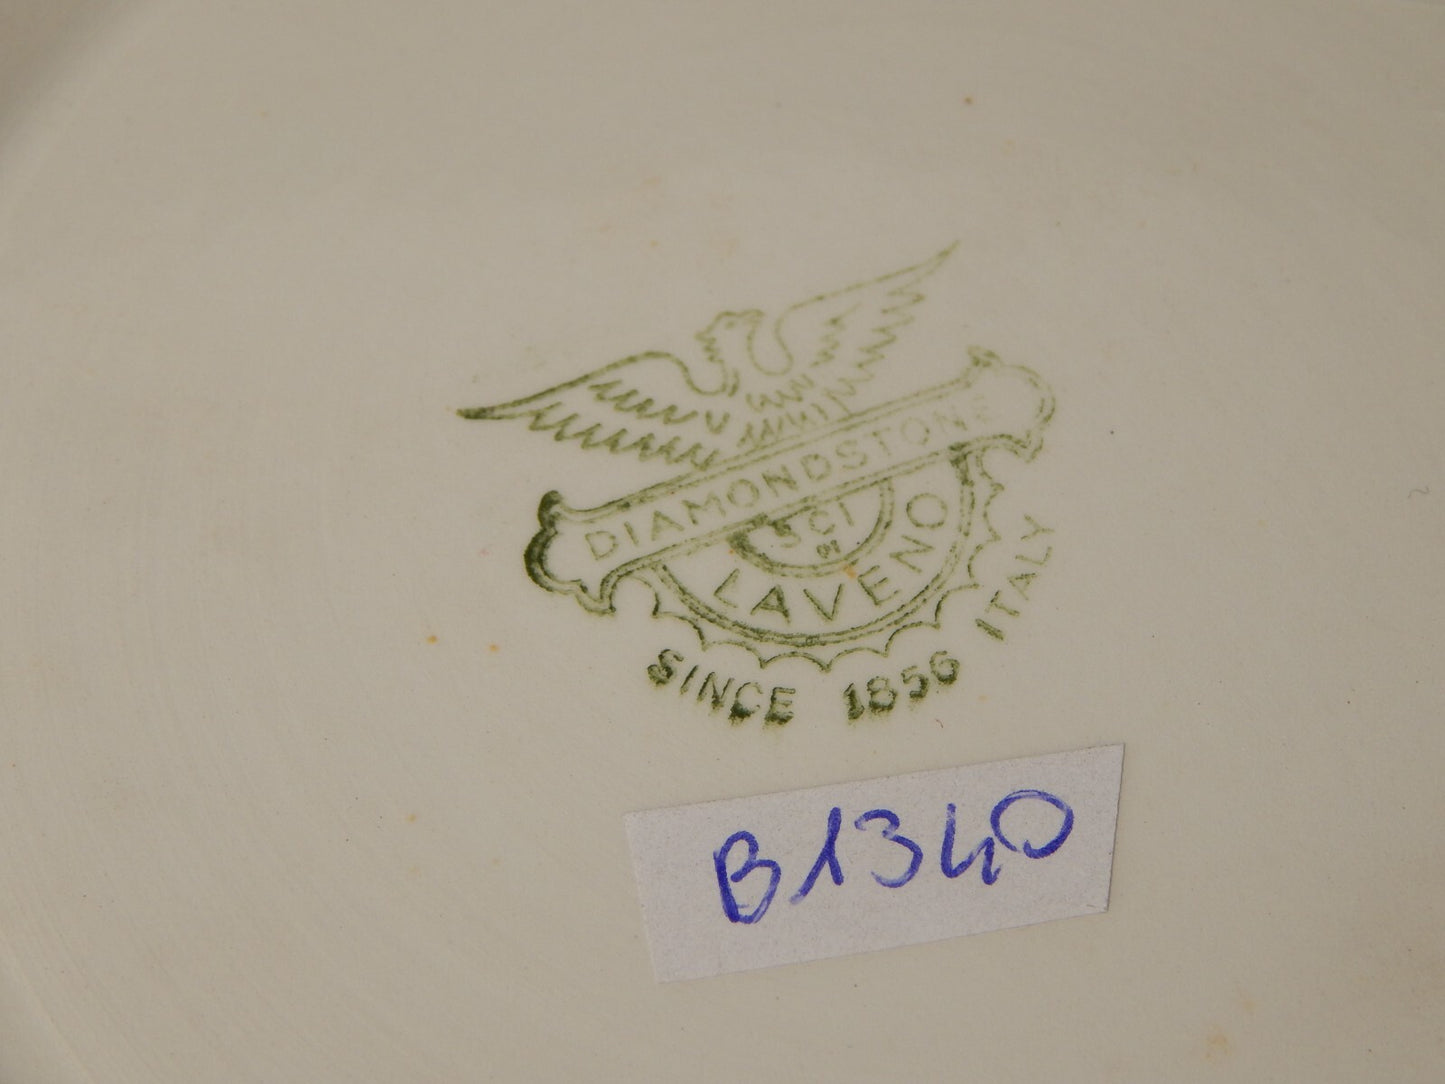 DIAMONDSTONE
SCI
LAVENO
SINCE 1856 ITALY
B1340